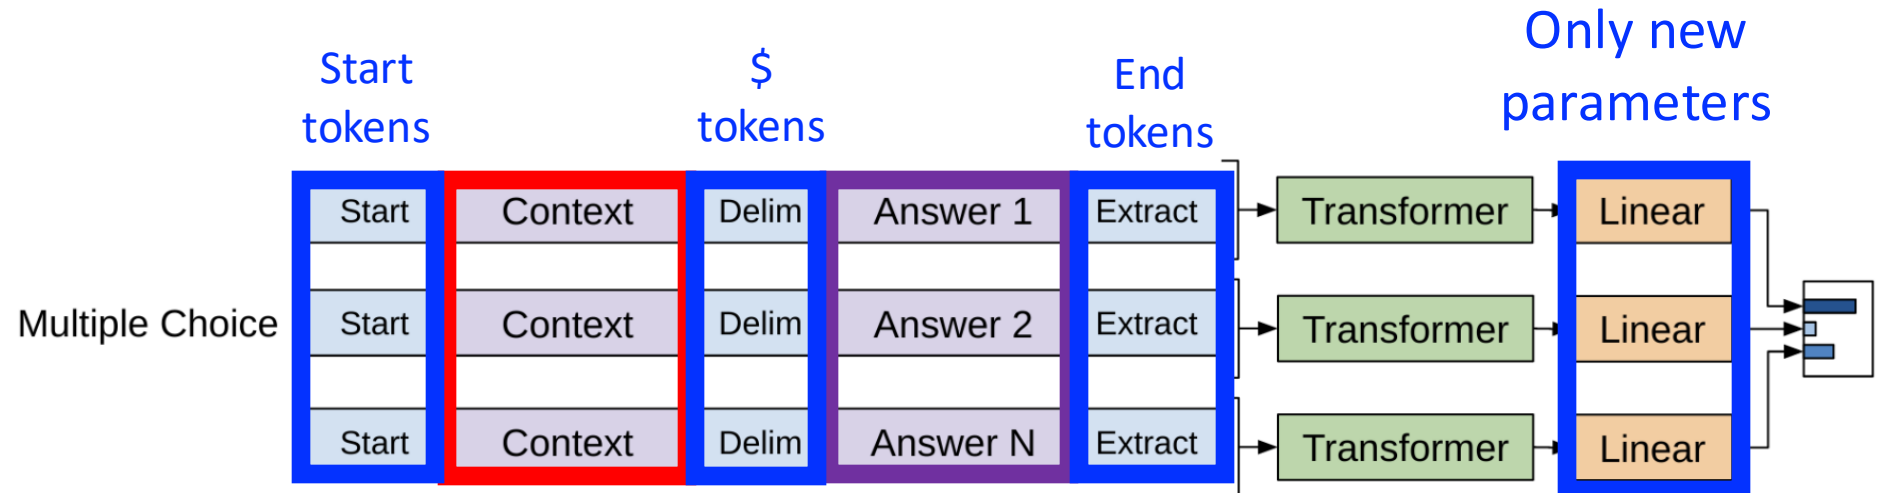 Only new
parameters
Start
tokens
$
tokens
End
tokens
Start Context Delim Answer 1 Extract Transformer Linear
Multiple Choice Start Context Delim Answer 2 Extract Transformer Linear
Start Context Delim Answer N Extract Transformer Linear